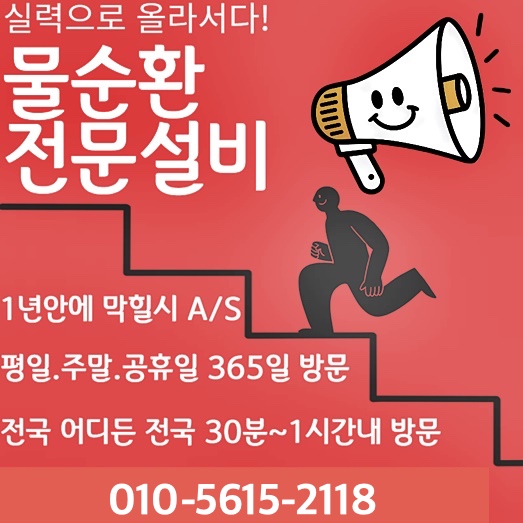 실력으로 올라서다!
물순환
전문설비
1년안에 막힐시 A/S
평일.주말.공휴일 365일 방문
전국 어디든 전국 30분~1시간내 방문
010-5615-2118